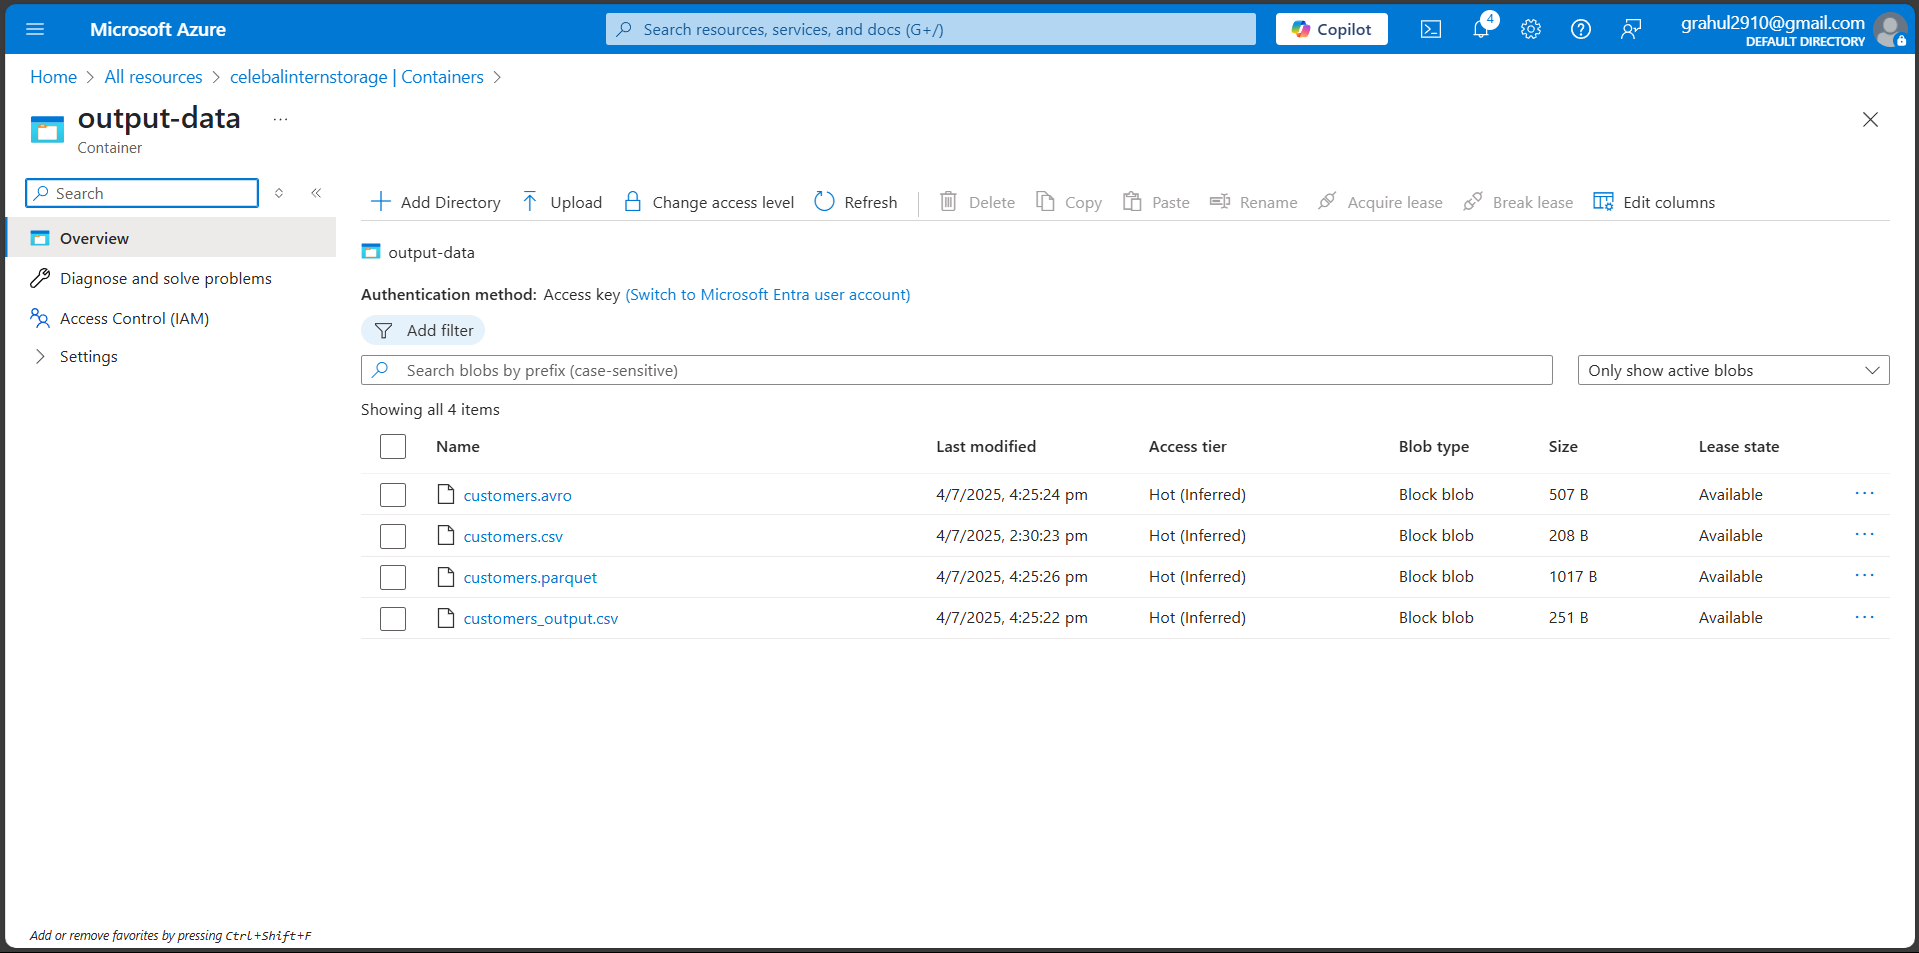 Microsoft Azure
Search resources, services, and docs (G+/)
Copilot
4
grahul2910@gmail.com
DEFAULT DIRECTORY
Home > All resources > celebalinternstorage | Containers >
output-data ...
Container
Search
Overview
Diagnose and solve problems
Access Control (IAM)
Settings
Add Directory Upload Change access level Refresh Delete Copy Paste Rename Acquire lease Break lease Edit columns
output-data
Authentication method: Access key (Switch to Microsoft Entra user account)
Add filter
Search blobs by prefix (case-sensitive)
Only show active blobs
Showing all 4 items
Name Last modified Access tier Blob type Size Lease state
customers.avro 4/7/2025, 4:25:24 pm Hot (Inferred) Block blob 507 B Available ...
customers.csv 4/7/2025, 2:30:23 pm Hot (Inferred) Block blob 208 B Available ...
customers.parquet 4/7/2025, 4:25:26 pm Hot (Inferred) Block blob 1017 B Available ...
customers_output.csv 4/7/2025, 4:25:22 pm Hot (Inferred) Block blob 251 B Available ...
Add or remove favorites by pressing Ctrl+Shift+F